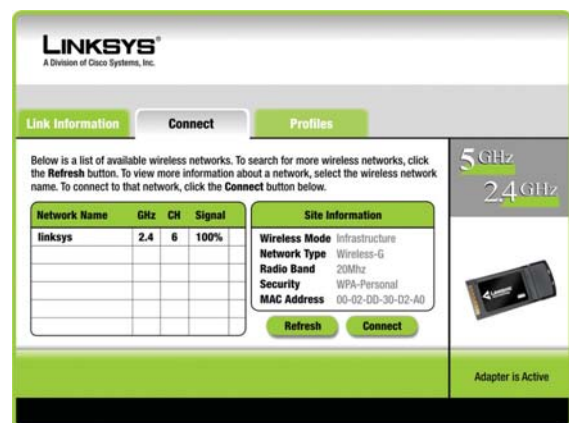 LINKSYS®
A Division of Cisco Systems, Inc.
Link Information
Connect
Profiles
Below is a list of available wireless networks. To search for more wireless networks, click
the Refresh button. To view more information about a network, select the wireless network
name. To connect to that network, click the Connect button below.
5 GHz
2.4 GHz
Network Name GHz CH Signal
linksys 2.4 6 100%
Site Information
Wireless Mode Infrastructure
Network Type Wireless-G
Radio Band 20Mhz
Security WPA-Personal
MAC Address 00-02-DD-30-D2-A0
Refresh
Connect
LINKSYS
Adapter is Active